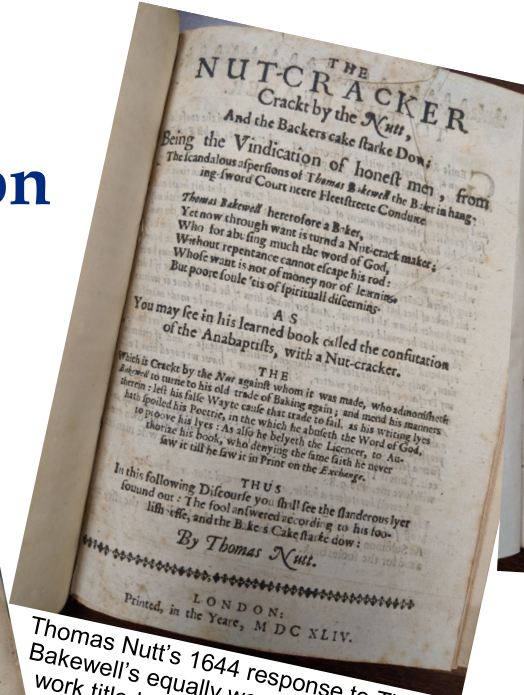 on
THE
NUT-CRACKER
Crackt by the Nutt,
And the Backers cake ſtarke Dow:
Being the Vindication of honeſt men, from
The ſcandalous aſperſions of Thomas Bakewell the Baker in hang-
ing-ſword Court neere Fleetſtreete Conduite.
Thomas Bakewell heretofore a Baker,
Yet now through want is turnd a Nut-crack maker;
Who for abuſing much the word of God,
Without repentance cannot eſcape his rod:
Whoſe want is not of money nor of learning
But poore ſoule 'tis of ſpirituall diſcerning.
AS
You may ſee in his learned book called the confutation
of the Anabaptiſts, with a Nut-cracker.
THE
Which is Crackt by the Nut againſt whom it was made, who admoniſheth
Bakewell to turne to his old trade of Baking again; and mend his manners
therein: leſt his falſe Wayte cauſe that trade to fail, as his writing lyes
hath ſpoiled his Poetrie, in the which he abuſeth the Word of God,
to proove his lyes: As alſo he belyeth the Licencer, to Au-
thorize his book, who denying the ſame ſaith he never
ſaw it till he ſaw it in Print on the Exchange.
THUS
In this following Diſcourſe you ſhall ſee the ſlanderous lyer
found out: The fool anſwered according to his foo-
liſhneſſe, and the Bakers Cake ſtarke dow:
By Thomas Nutt.
LONDON:
Printed, in the Yeare, MDCXLIV.
Thomas Nutt's 1644 response to
Bakewell's equally
work